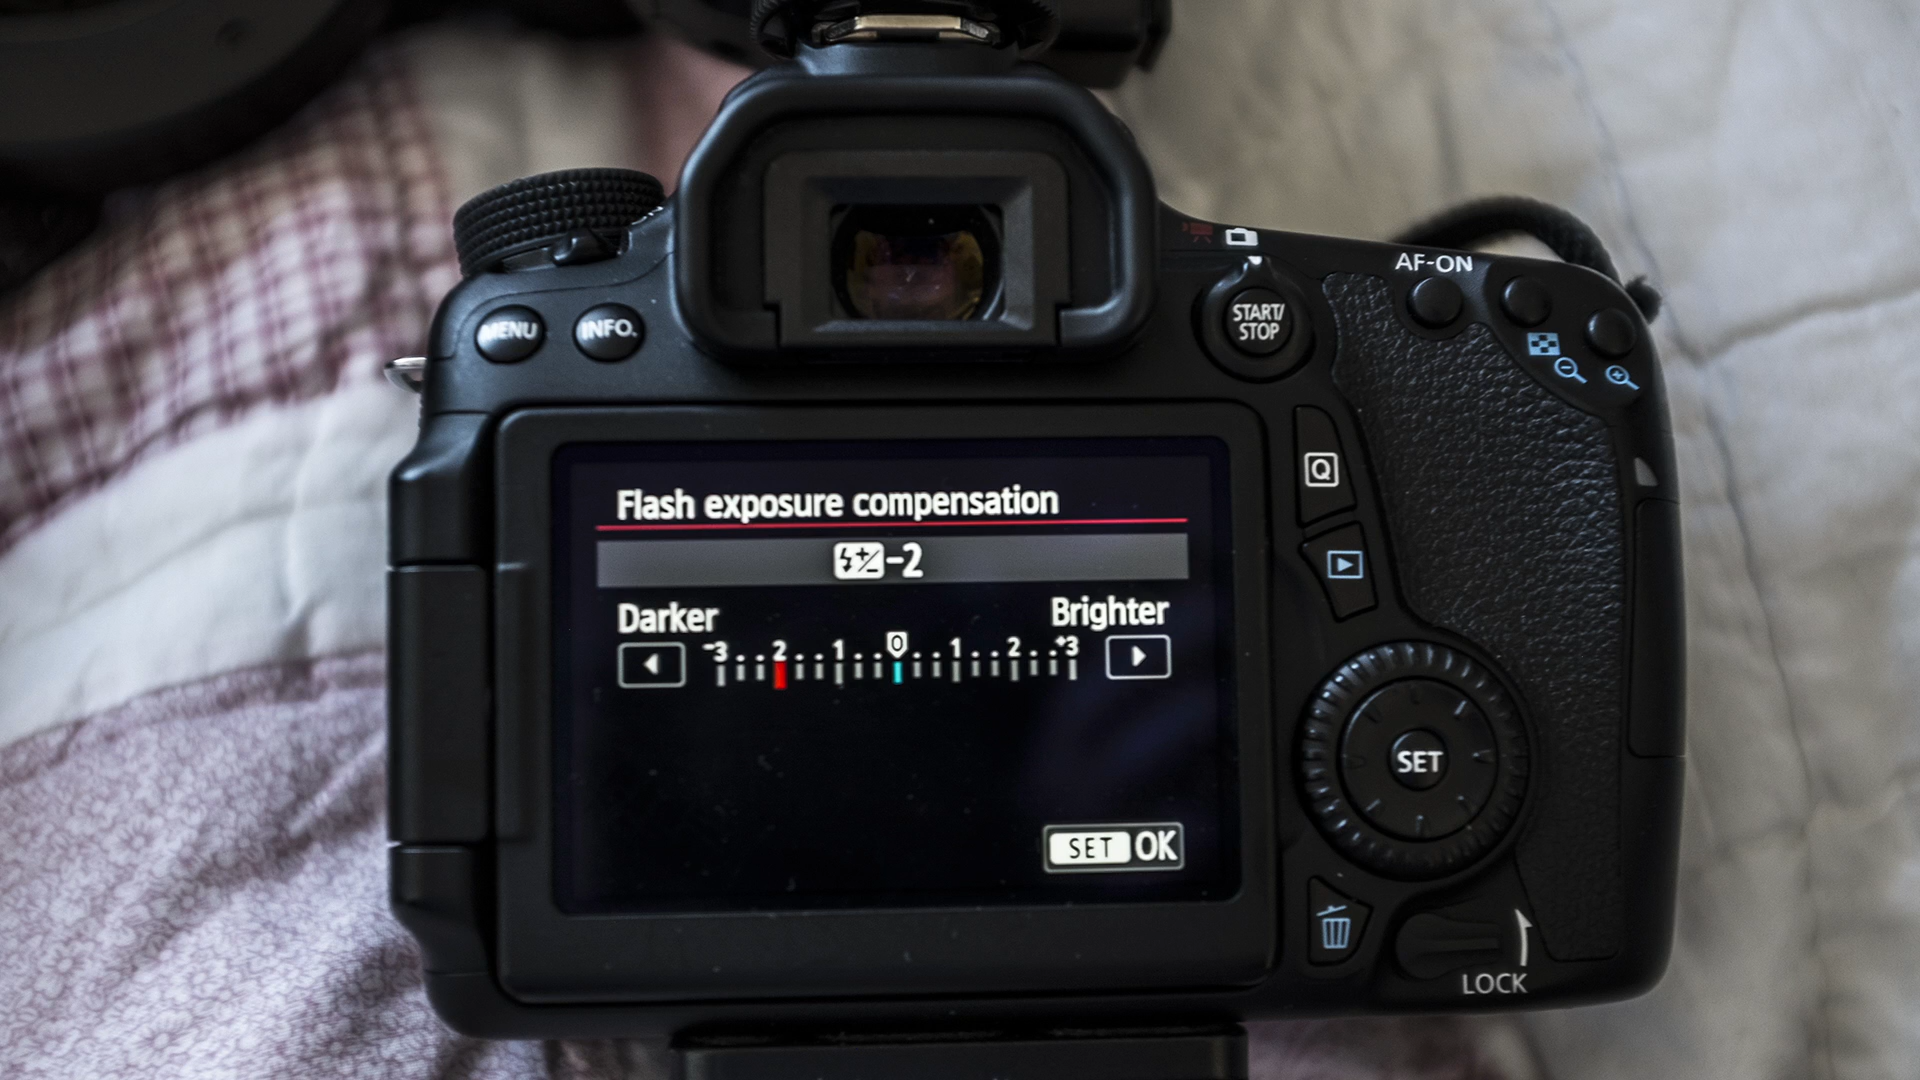 MENU
INFO.
START/
STOP
AF-ON
Q
Flash exposure compensation
-2
Darker
Brighter
-3..2..1..0..1..2..+3
SET OK
SET
LOCK